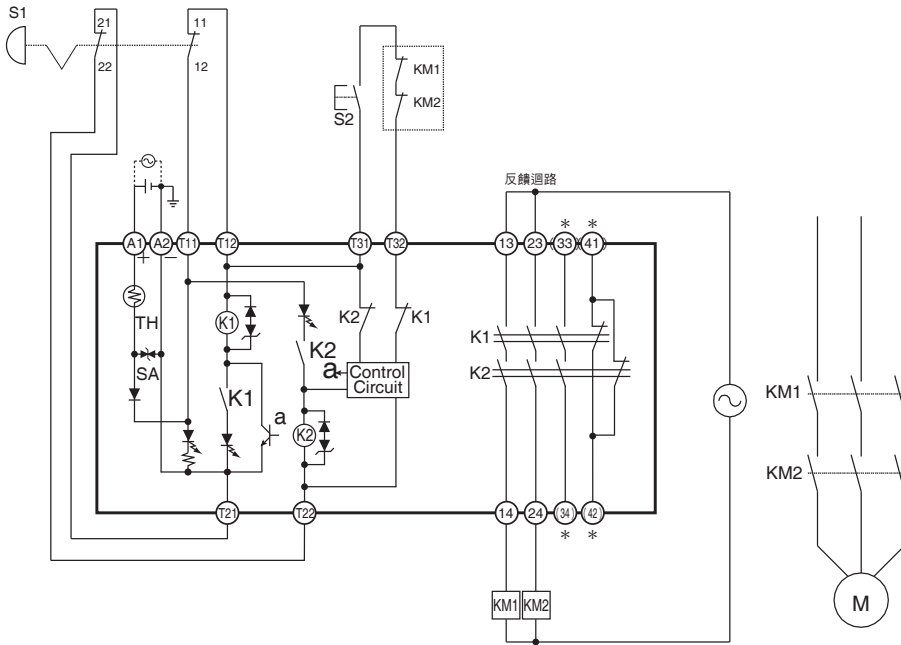 S1
21
11
22
12
KM1
KM2
S2
反饋迴路
A1
A2
T11
T12
T31
T32
13
23
*
33
*
41
+
−
TH
K1
K2
K2
K1
K1
SA
K1
a
Control
Circuit
K2
a
K2
KM1
KM2
T21
T22
14
24
(34)
(42)
*
*
KM1
KM2
M